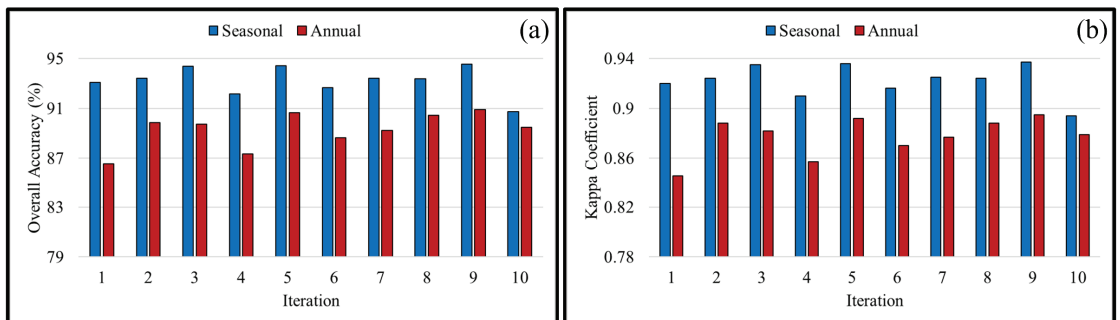 Seasonal Annual (a)
95
91
87
83
79
Overall Accuracy (%)
1 2 3 4 5 6 7 8 9 10
Iteration
Seasonal Annual (b)
0.94
0.9
0.86
0.82
0.78
Kappa Coefficient
1 2 3 4 5 6 7 8 9 10
Iteration